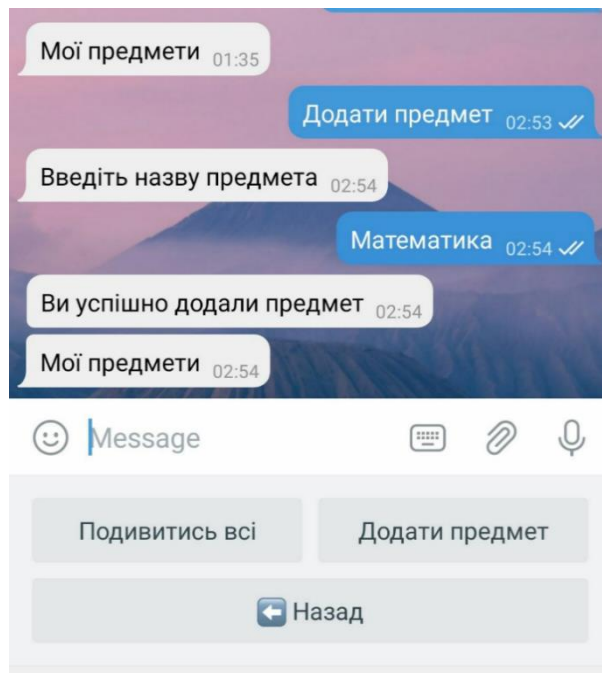 Мої предмети 01:35
Додати предмет 02:53
Введіть назву предмета 02:54
Математика 02:54
Ви успішно додали предмет 02:54
Мої предмети 02:54
Message
Подивитись всі Додати предмет
Назад